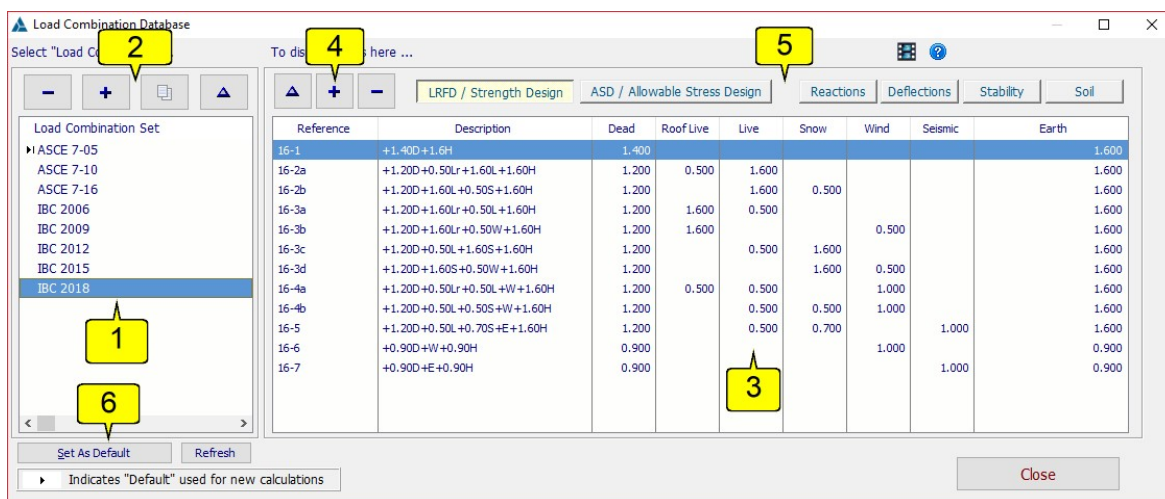 Load Combination Database
Select "Load Co
To dis
s here ...
2
4
5
LRFD / Strength Design
ASD / Allowable Stress Design
Reactions
Deflections
Stability
Soil
Load Combination Set
ASCE 7-05
ASCE 7-10
ASCE 7-16
IBC 2006
IBC 2009
IBC 2012
IBC 2015
IBC 2018
1
Reference Description Dead Roof Live Live Snow Wind Seismic Earth
16-1 +1.40D+1.6H 1.400 1.600
16-2a +1.20D+0.50Lr+1.60L+1.60H 1.200 0.500 1.600 1.600
16-2b +1.20D+1.60L+0.50S+1.60H 1.200 1.600 0.500 1.600
16-3a +1.20D+1.60Lr+0.50L+1.60H 1.200 1.600 0.500 1.600
16-3b +1.20D+1.60Lr+0.50W+1.60H 1.200 1.600 0.500 1.600
16-3c +1.20D+0.50L+1.60S+1.60H 1.200 0.500 1.600 1.600
16-3d +1.20D+1.60S+0.50W+1.60H 1.200 1.600 0.500 1.600
16-4a +1.20D+0.50Lr+0.50L+W+1.60H 1.200 0.500 0.500 1.000 1.600
16-4b +1.20D+0.50L+0.50S+W+1.60H 1.200 0.500 0.500 1.000 1.600
16-5 +1.20D+0.50L+0.70S+E+1.60H 1.200 0.500 0.700 1.000 1.600
16-6 +0.90D+W+0.90H 0.900 1.000 0.900
16-7 +0.90D+E+0.90H 0.900 1.000 0.900
3
6
Set As Default
Refresh
Indicates "Default" used for new calculations
Close